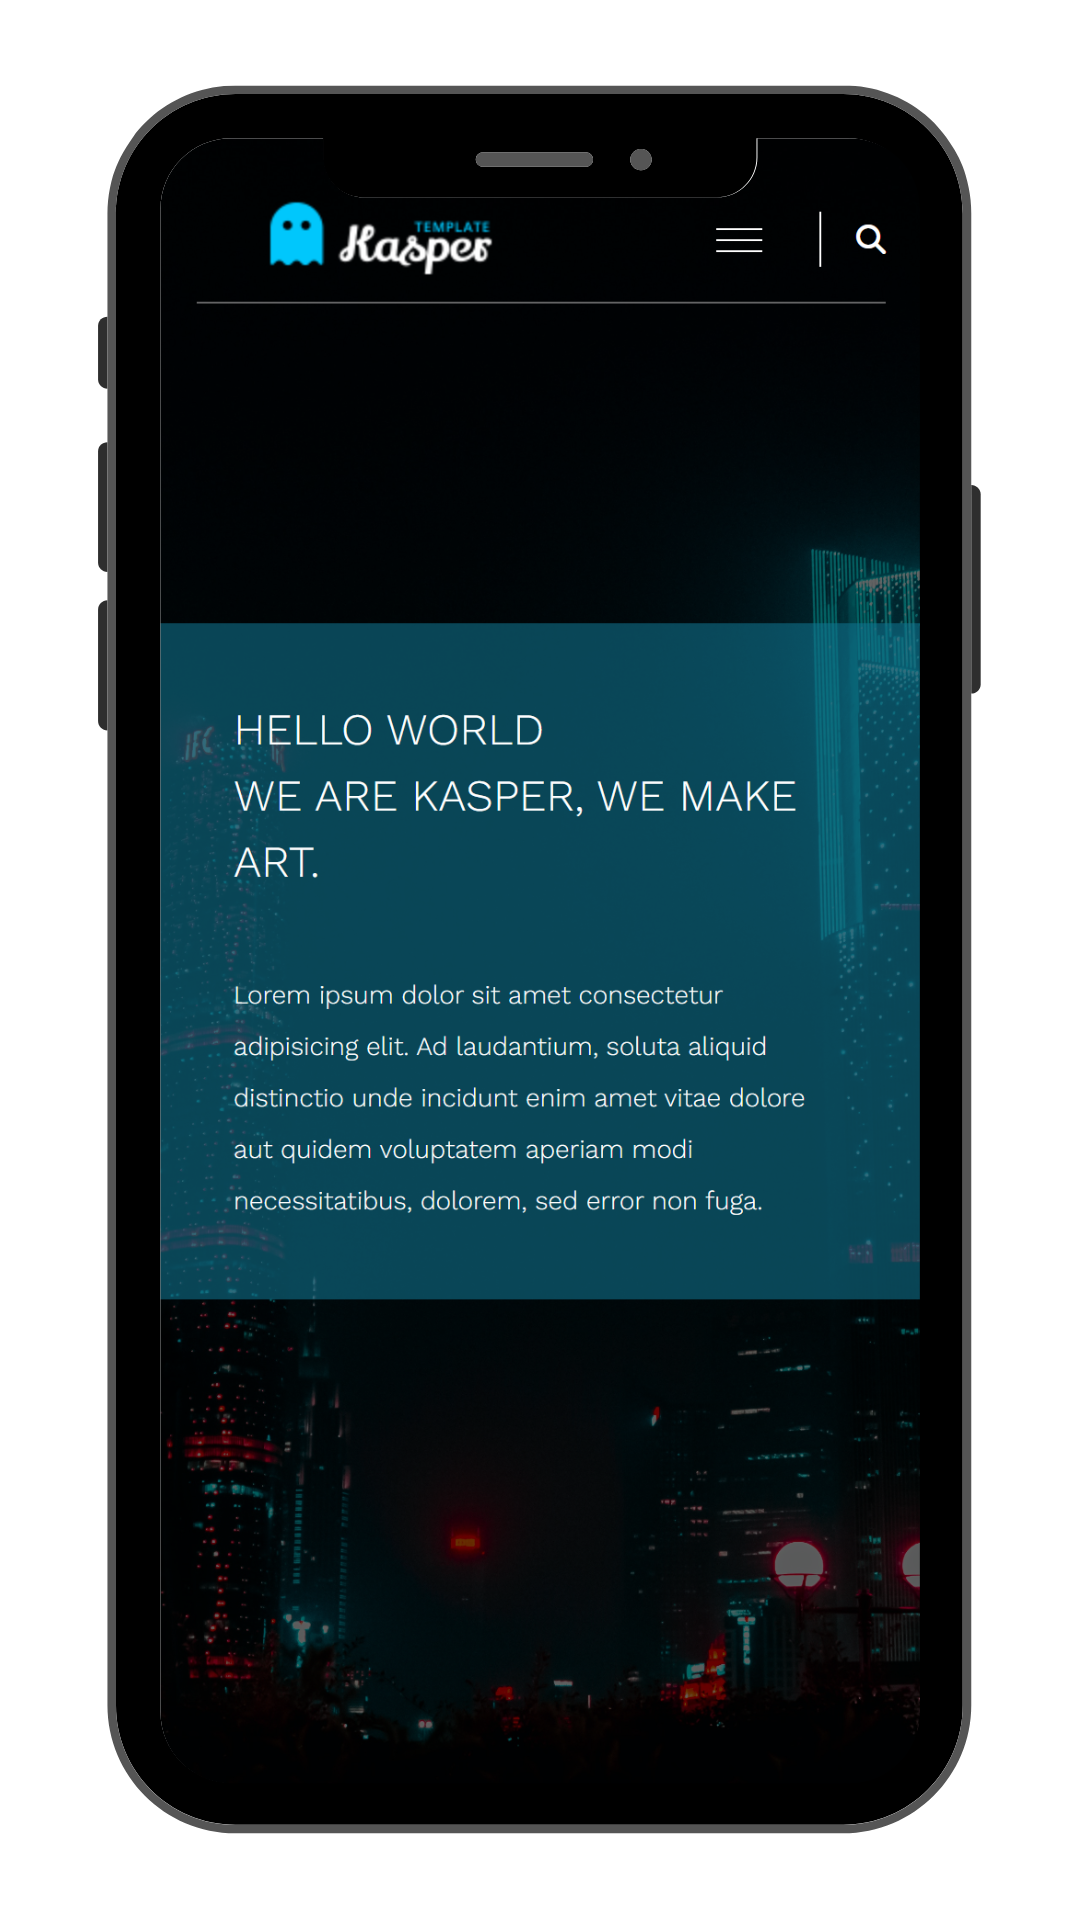 TEMPLATE
Kasper
HELLO WORLD
WE ARE KASPER, WE MAKE
ART.
IFC
Lorem ipsum dolor sit amet consectetur
adipisicing elit. Ad laudantium, soluta aliquid
distinctio unde incidunt enim amet vitae dolore
aut quidem voluptatem aperiam modi
necessitatibus, dolorem, sed error non fuga.